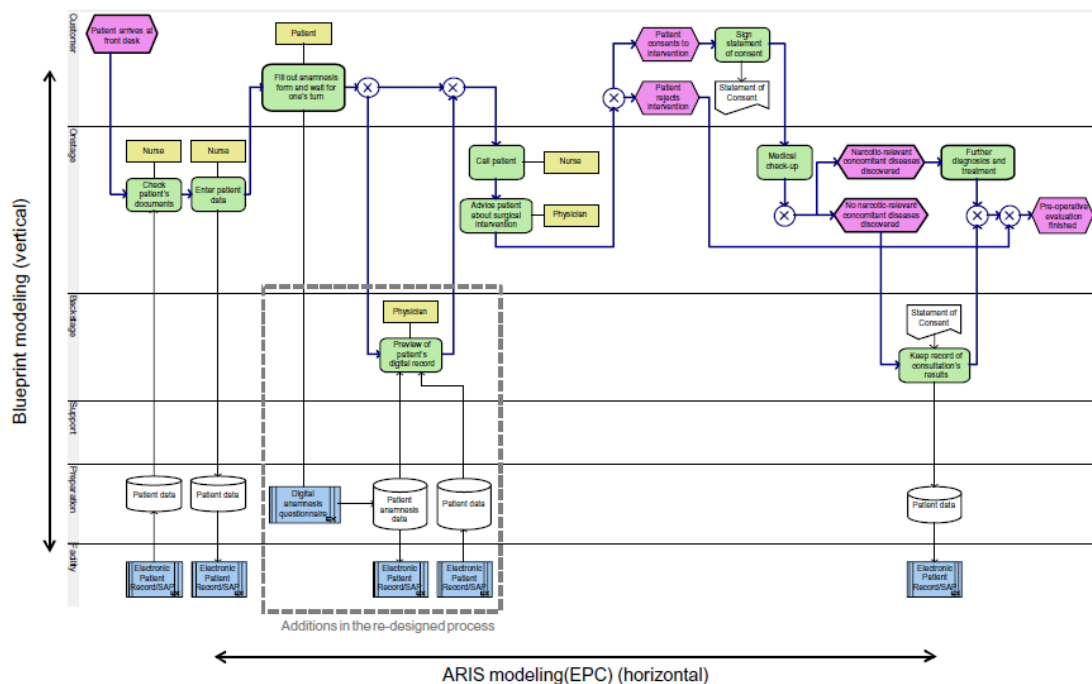 Customer
Patient arrives at
front desk
Patient
Fill out anamnesis
form and wait for
one's turn
Patient
consents to
intervention
Sign
statement of
consent
Patient
rejects
intervention
Statement of
Consent
Onstage
Nurse
Nurse
Check
patient's
documents
Enter patient
data
Call patient
Nurse
Advice patient
about surgical
intervention
Physician
Medical
check-up
Narcotic-relevant
concomitant diseases
discovered
Further
diagnostics and
treatment
No narcotic-relevant
concomitant diseases
discovered
Pre-operative
evaluation
finished
Blueprint modeling (vertical)
Backstage
Physician
Preview of
patient's
digital record
Statement of
Consent
Keep record of
consultation's
results
Support
Preparation
Patient data
Patient data
Digital
anamnesis
questionnaire
Patient
anamnesis
data
Patient data
Patient data
Facility
Electronic
Patient
Record/SAP
Electronic
Patient
Record/SAP
Electronic
Patient
Record/SAP
Electronic
Patient
Record/SAP
Electronic
Patient
Record/SAP
Additions in the re-designed process
ARIS modeling(EPC) (horizontal)